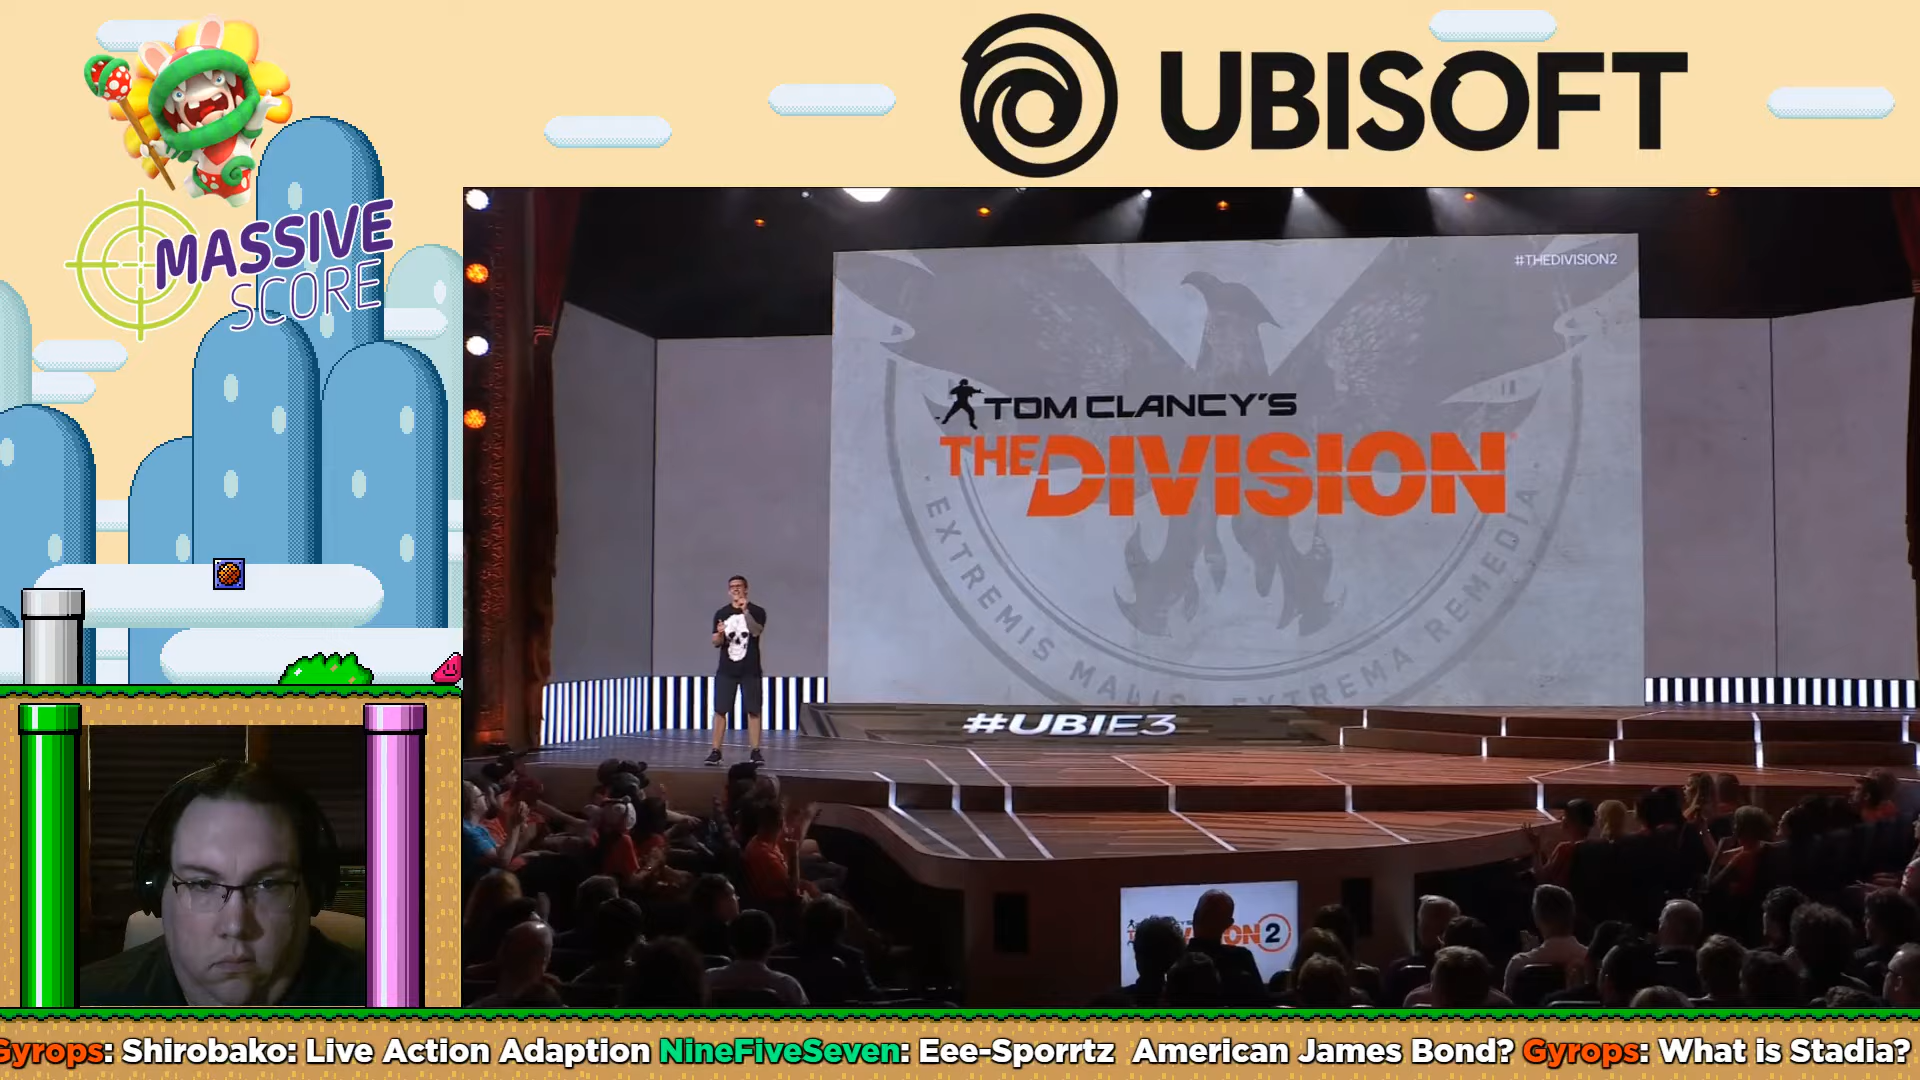 UBISOFT
MASSIVE
SCORE
#THEDIVISION2
TOM CLANCY'S
THE DIVISION
EXTREMIS MALIS EXTREMA REMEDIA
#UBIE3
2
Gyrops: Shirobako: Live Action Adaption NineFiveSeven: Eee-Sporrtz American James Bond? Gyrops: What is Stadia?